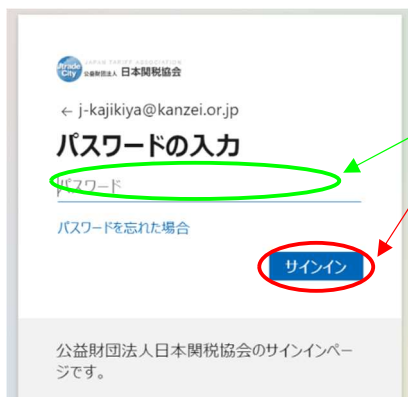 Jtrade City
JAPAN TARIFF ASSOCIATION
公益財団法人 日本関税協会
← j-kajikiya@kanzei.or.jp
パスワードの入力
パスワード
パスワードを忘れた場合
サインイン
公益財団法人日本関税協会のサインインペー
ジです。